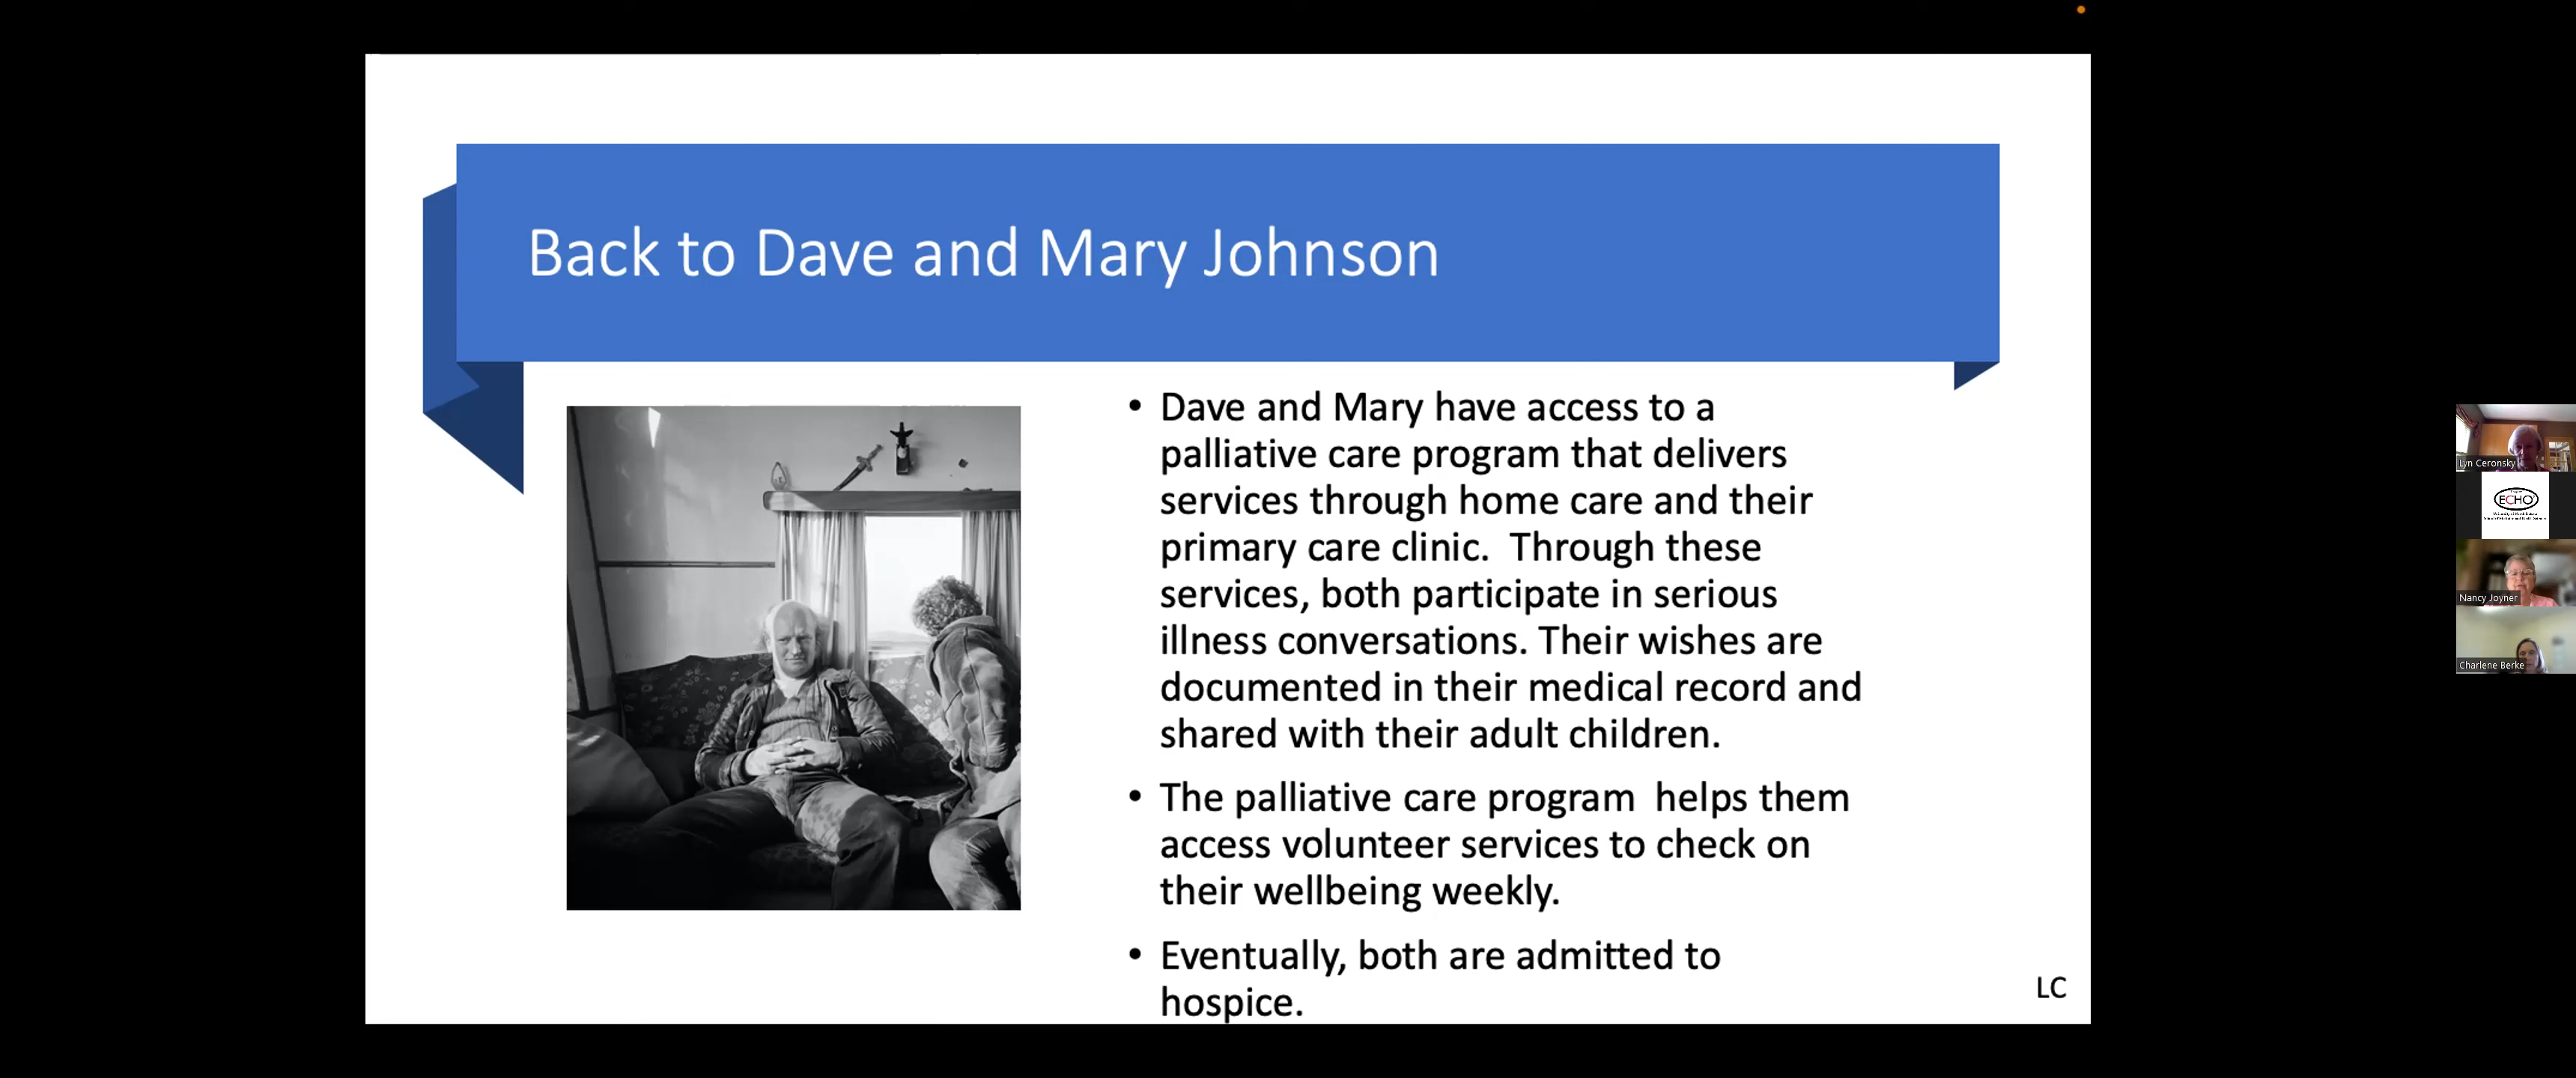 Back to Dave and Mary Johnson
• Dave and Mary have access to a
palliative care program that delivers
services through home care and their
primary care clinic.  Through these
services, both participate in serious
illness conversations. Their wishes are
documented in their medical record and
shared with their adult children.
• The palliative care program  helps them
access volunteer services to check on
their wellbeing weekly.
• Eventually, both are admitted to
hospice.
LC
Lyn Ceronsky
ECHO
Nancy Joyner
Charlene Berke